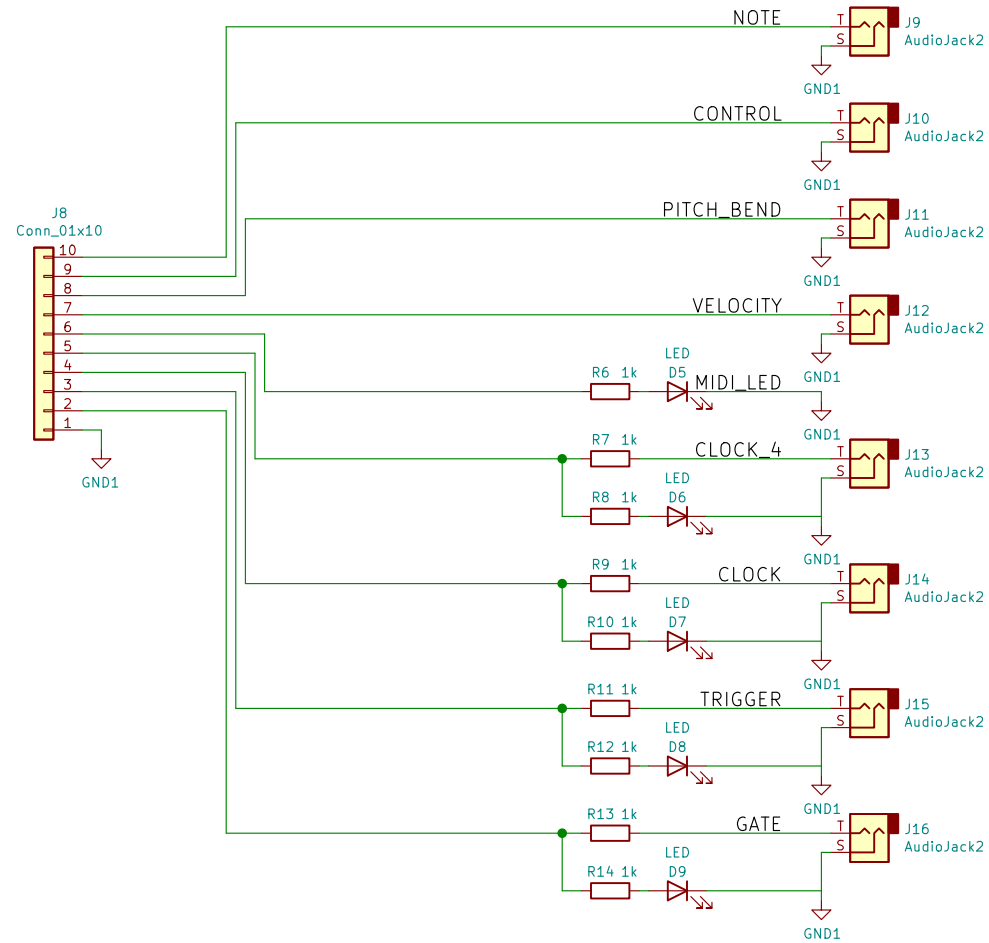 NOTE
T
S
J9
AudioJack2
GND1
CONTROL
T
S
J10
AudioJack2
GND1
PITCH_BEND
T
S
J11
AudioJack2
GND1
J8
Conn_01x10
10
9
8
7
6
5
4
3
2
1
GND1
VELOCITY
T
S
J12
AudioJack2
GND1
LED
R6 1k
D5
MIDI_LED
GND1
R7 1k
CLOCK_4
T
S
J13
AudioJack2
LED
R8 1k
D6
GND1
R9 1k
CLOCK
T
S
J14
AudioJack2
LED
R10 1k
D7
GND1
R11 1k
TRIGGER
T
S
J15
AudioJack2
LED
R12 1k
D8
GND1
R13 1k
GATE
T
S
J16
AudioJack2
LED
R14 1k
D9
GND1